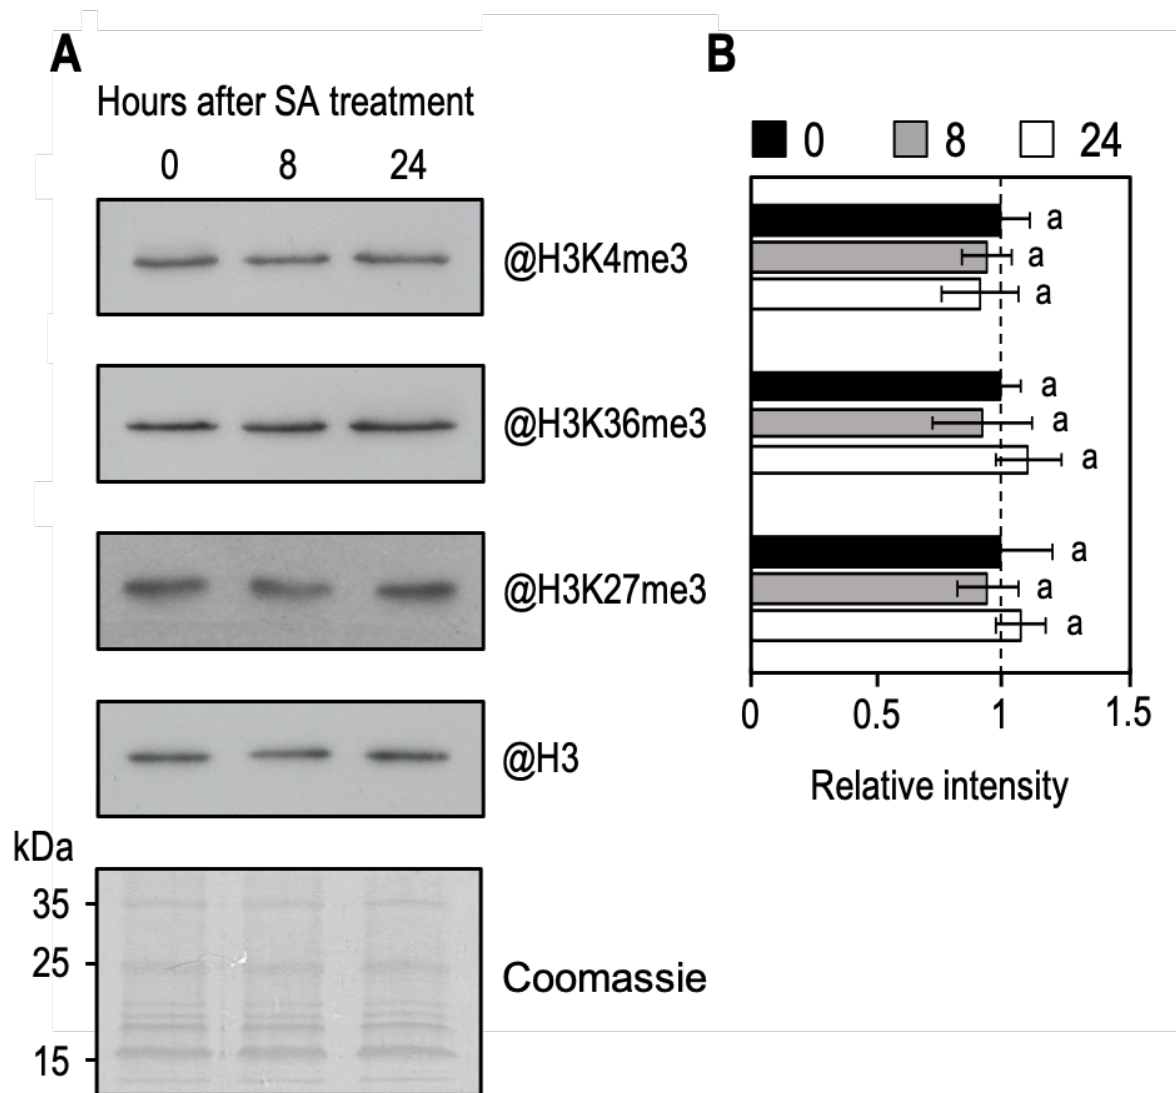 A
Hours after SA treatment
0 8 24
@H3K4me3
@H3K36me3
@H3K27me3
@H3
kDa
35
25
15
Coomassie
B
0 8 24
a
a
a
a
a
a
a
a
a
0 0.5 1 1.5
Relative intensity